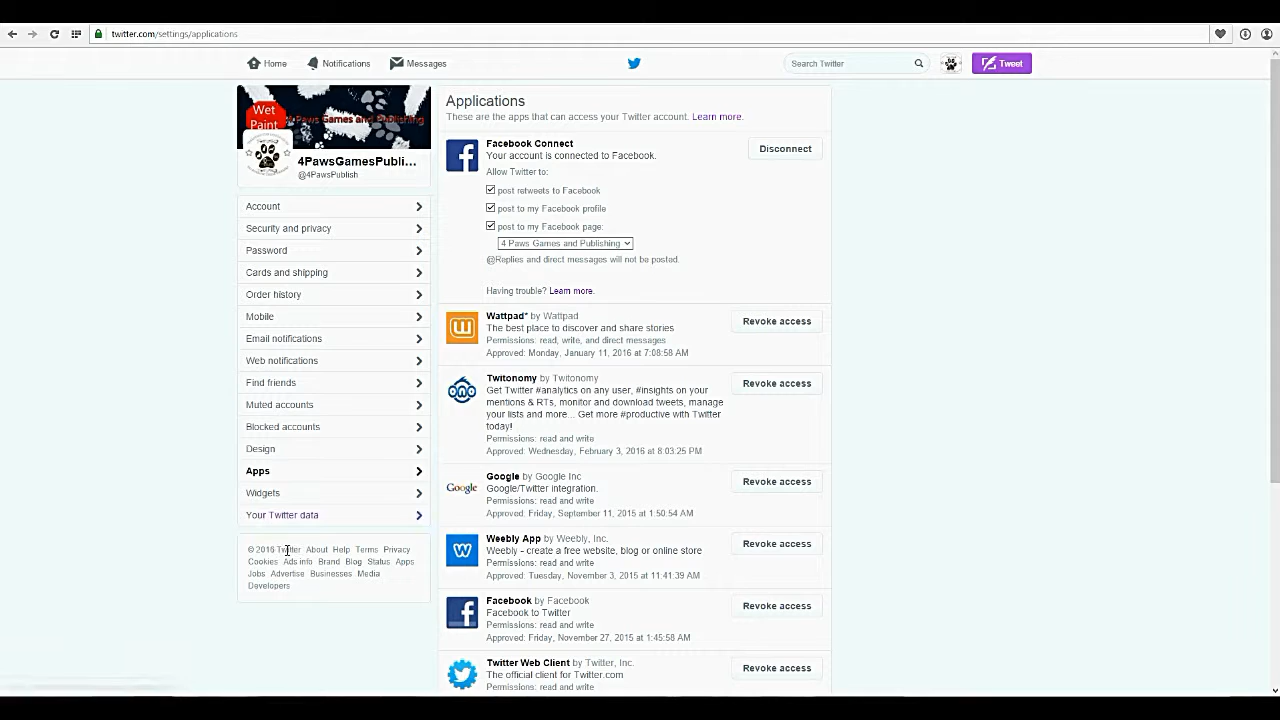 twitter.com/settings/applications
Home Notifications Messages Search Twitter Tweet
Wet
Paint
4 Paws Games and Publishing
4PawsGamesPubli...
@4PawsPublish
Account
Security and privacy
Password
Cards and shipping
Order history
Mobile
Email notifications
Web notifications
Find friends
Muted accounts
Blocked accounts
Design
Apps
Widgets
Your Twitter data
© 2016 Twitter About Help Terms Privacy
Cookies Ads info Brand Blog Status Apps
Jobs Advertise Businesses Media
Developers
Applications
These are the apps that can access your Twitter account. Learn more.
Facebook Connect
Your account is connected to Facebook.
Disconnect
Allow Twitter to:
post retweets to Facebook
post to my Facebook profile
post to my Facebook page:
4 Paws Games and Publishing
@Replies and direct messages will not be posted.
Having trouble? Learn more.
Wattpad* by Wattpad
The best place to discover and share stories
Permissions: read, write, and direct messages
Approved: Monday, January 11, 2016 at 7:08:58 AM
Revoke access
Twitonomy by Twitonomy
Get Twitter #analytics on any user, #insights on your
mentions & RTs, monitor and download tweets, manage
your lists and more... Get more #productive with Twitter
today!
Permissions: read and write
Approved: Wednesday, February 3, 2016 at 8:03:25 PM
Revoke access
Google
Google by Google Inc
Google/Twitter integration.
Permissions: read and write
Approved: Friday, September 11, 2015 at 1:50:54 AM
Revoke access
Weebly App by Weebly, Inc.
Weebly - create a free website, blog or online store
Permissions: read and write
Approved: Tuesday, November 3, 2015 at 11:41:39 AM
Revoke access
Facebook by Facebook
Facebook to Twitter
Permissions: read and write
Approved: Friday, November 27, 2015 at 1:45:58 AM
Revoke access
Twitter Web Client by Twitter, Inc.
The official client for Twitter.com
Permissions: read and write
Revoke access